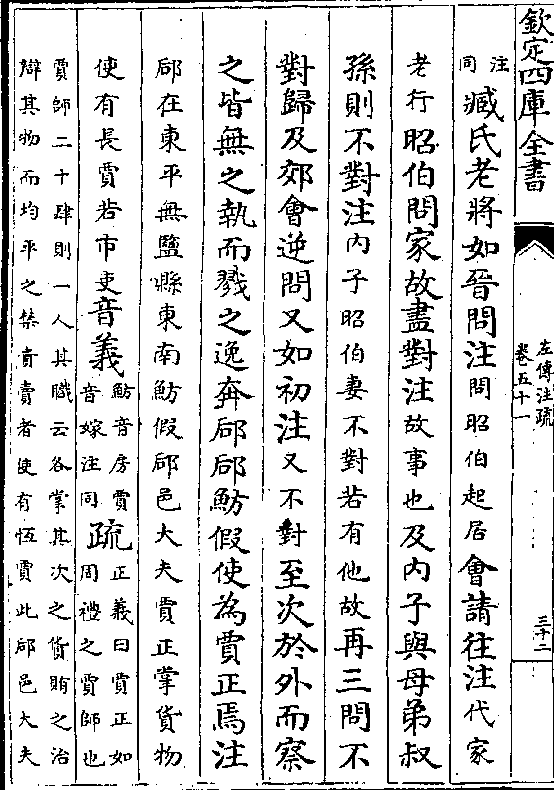 欽定四庫全書
左傳注疏
卷五十一
三十二
注
同
臧氏老將如晉問注問昭伯起居會請往注代家
老行昭伯問家故盡對注故事也及内子與母弟叔
孫則不對注内子昭伯妻不對若有他故再三問不
對歸及郊會逆問又如初注又不對至次於外而察
之皆無之執而戮之逸奔郈郈魴假使為賈正焉注
郈在東平無鹽縣東南魴假郈邑大夫賈正掌貨物
使有長賈若市吏音義
魴音房賈
音嫁注同
疏
正義曰賈正如
周禮之賈師也
賈師二十肆則一人其職云各掌其次之貨賄之治
辯其物而均平之禁貴賣者使有恆賈此郈邑大夫